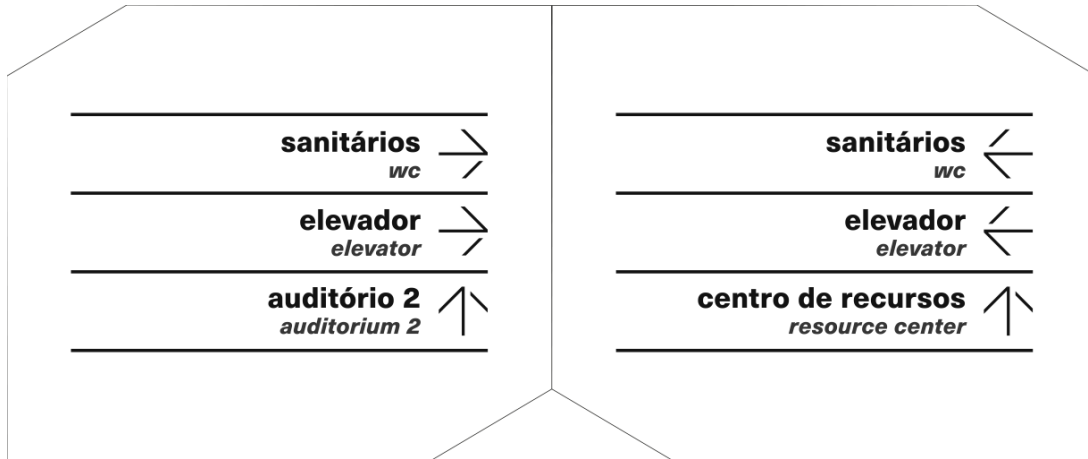 sanitários
wc
elevador
elevator
auditório 2
auditorium 2
sanitários
wc
elevador
elevator
centro de recursos
resource center